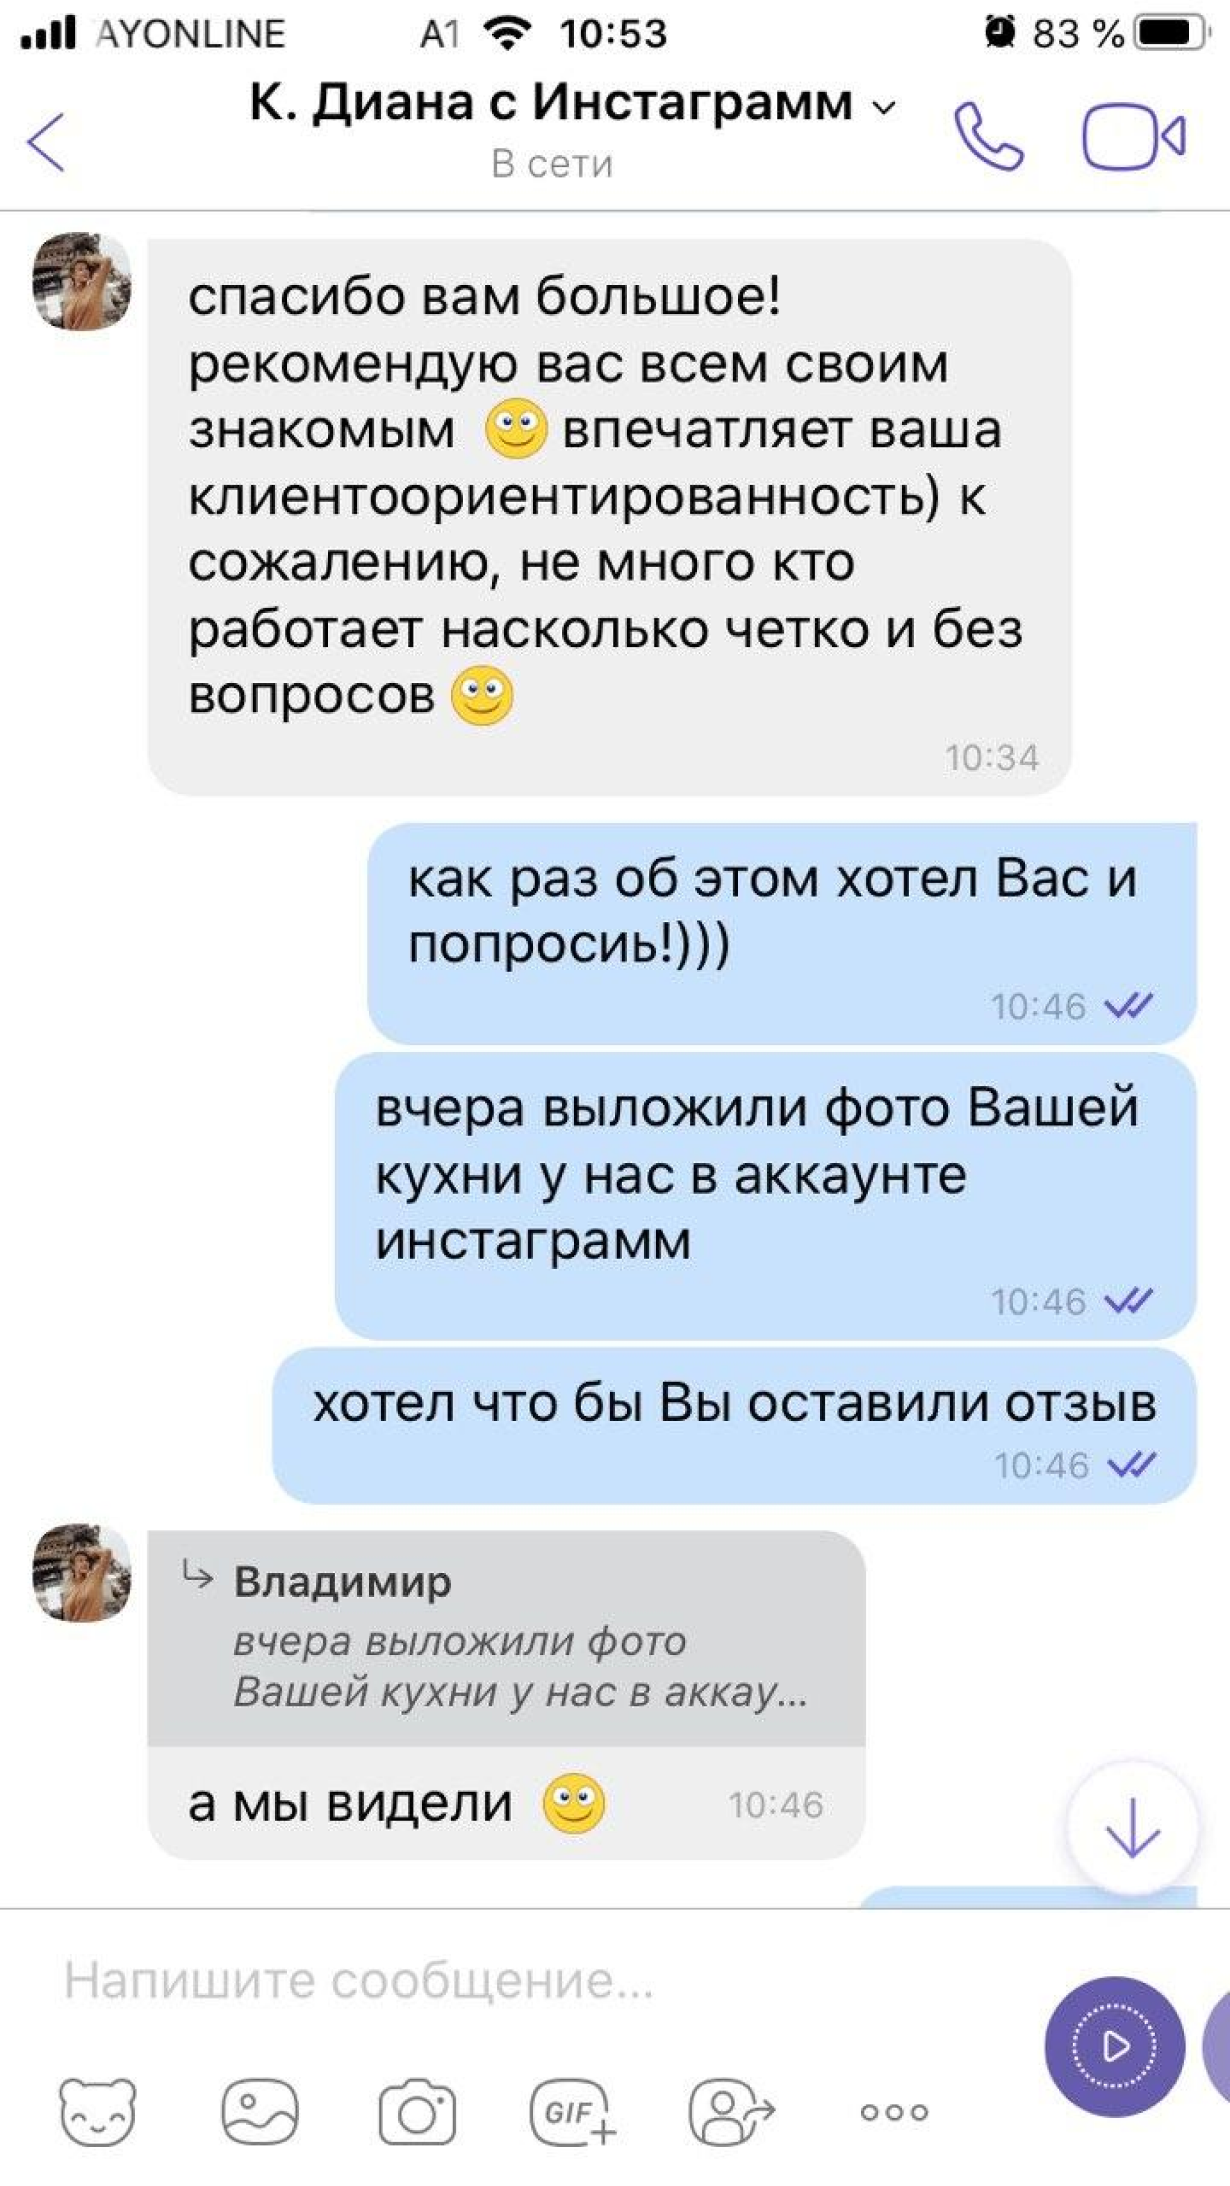 AYONLINE A1 10:53 83 %
К. Диана с Инстаграмм
В сети
спасибо вам большое!
рекомендую вас всем своим
знакомым впечатляет ваша
клиентоориентированность) к
сожалению, не много кто
работает насколько четко и без
вопросов
10:34
как раз об этом хотел Вас и
попросиь!)))
10:46
вчера выложили фото Вашей
кухни у нас в аккаунте
инстаграмм
10:46
хотел что бы Вы оставили отзыв
10:46
Владимир
вчера выложили фото
Вашей кухни у нас в аккау...
а мы видели 10:46
Напишите сообщение...
GIF